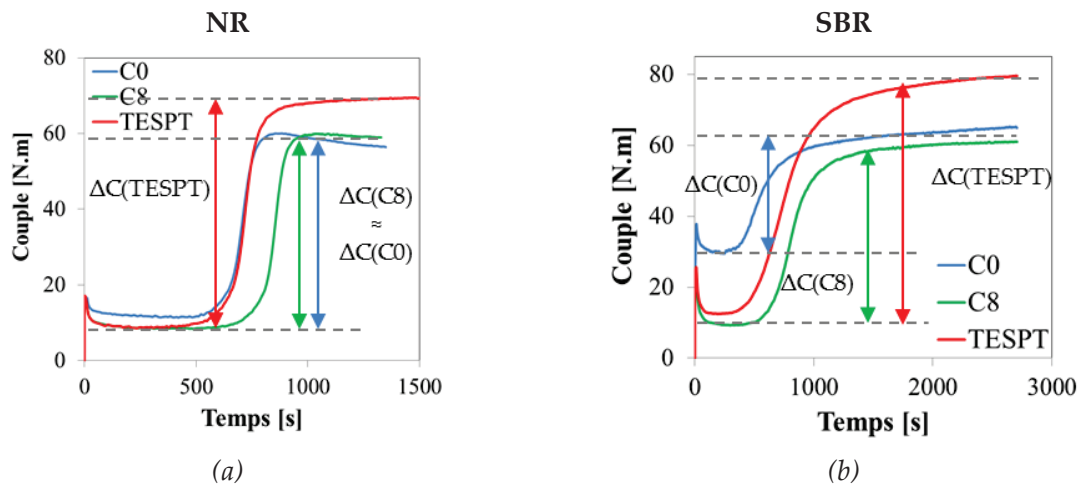 NR
80
60
40
20
0
Couple [N.m]
C0
C8
TESPT
ΔC(TESPT)
ΔC(C8)
≈
ΔC(C0)
0
500
1000
1500
Temps [s]
(a)
SBR
80
60
40
20
0
Couple [N.m]
ΔC(C0)
ΔC(TESPT)
ΔC(C8)
C0
C8
TESPT
0
1000
2000
3000
Temps [s]
(b)